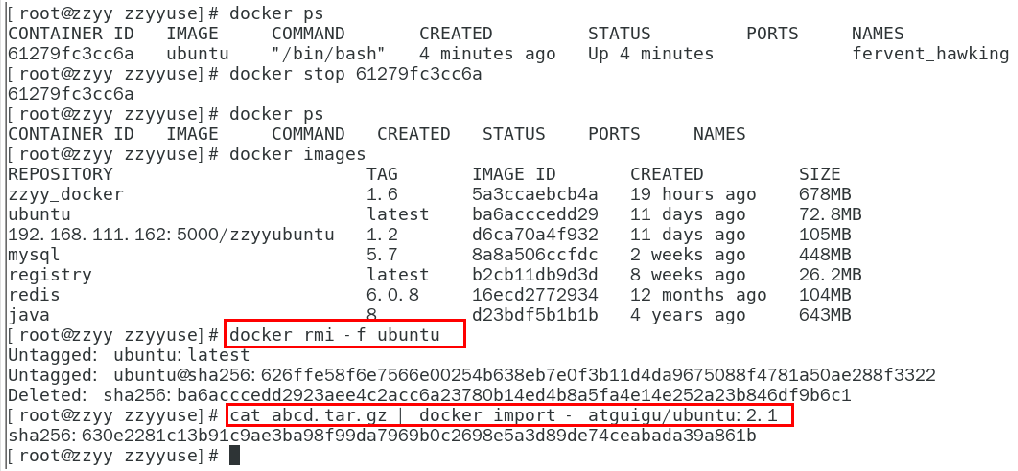 [root@zzyy zzyyuse]# docker ps
CONTAINER ID   IMAGE     COMMAND       CREATED         STATUS         PORTS     NAMES
61279fc3cc6a   ubuntu    "/bin/bash"   4 minutes ago   Up 4 minutes             fervent_hawking
[root@zzyy zzyyuse]# docker stop 61279fc3cc6a
61279fc3cc6a
[root@zzyy zzyyuse]# docker ps
CONTAINER ID   IMAGE     COMMAND   CREATED   STATUS    PORTS     NAMES
[root@zzyy zzyyuse]# docker images
REPOSITORY                       TAG       IMAGE ID       CREATED         SIZE
zzyy_docker                      1.6       5a3ccaebcb4a   19 hours ago    678MB
ubuntu                           latest    ba6acccedd29   11 days ago     72.8MB
192.168.111.162:5000/zzyyubuntu   1.2       d6ca70a4f932   11 days ago     105MB
mysql                            5.7       8a8a506ccfdc   2 weeks ago     448MB
registry                         latest    b2cb11db9d3d   8 weeks ago     26.2MB
redis                            6.0.8     16ecd2772934   12 months ago   104MB
java                             8         d23bdf5b1b1b   4 years ago     643MB
[root@zzyy zzyyuse]# docker rmi -f ubuntu
Untagged: ubuntu:latest
Untagged: ubuntu@sha256:626ffe58f6e7566e00254b638eb7e0f3b11d4da9675088f4781a50ae288f3322
Deleted: sha256:ba6acccedd2923aee4c2acc6a23780b14ed4b8a5fa4e14e252a23b846df9b6c1
[root@zzyy zzyyuse]# cat abcd.tar.gz | docker import - atguigu/ubuntu:2.1
sha256:630e2281c13b91c9ae3ba98f99da7969b0c2698e5a3d89de74ceabada39a861b
[root@zzyy zzyyuse]#